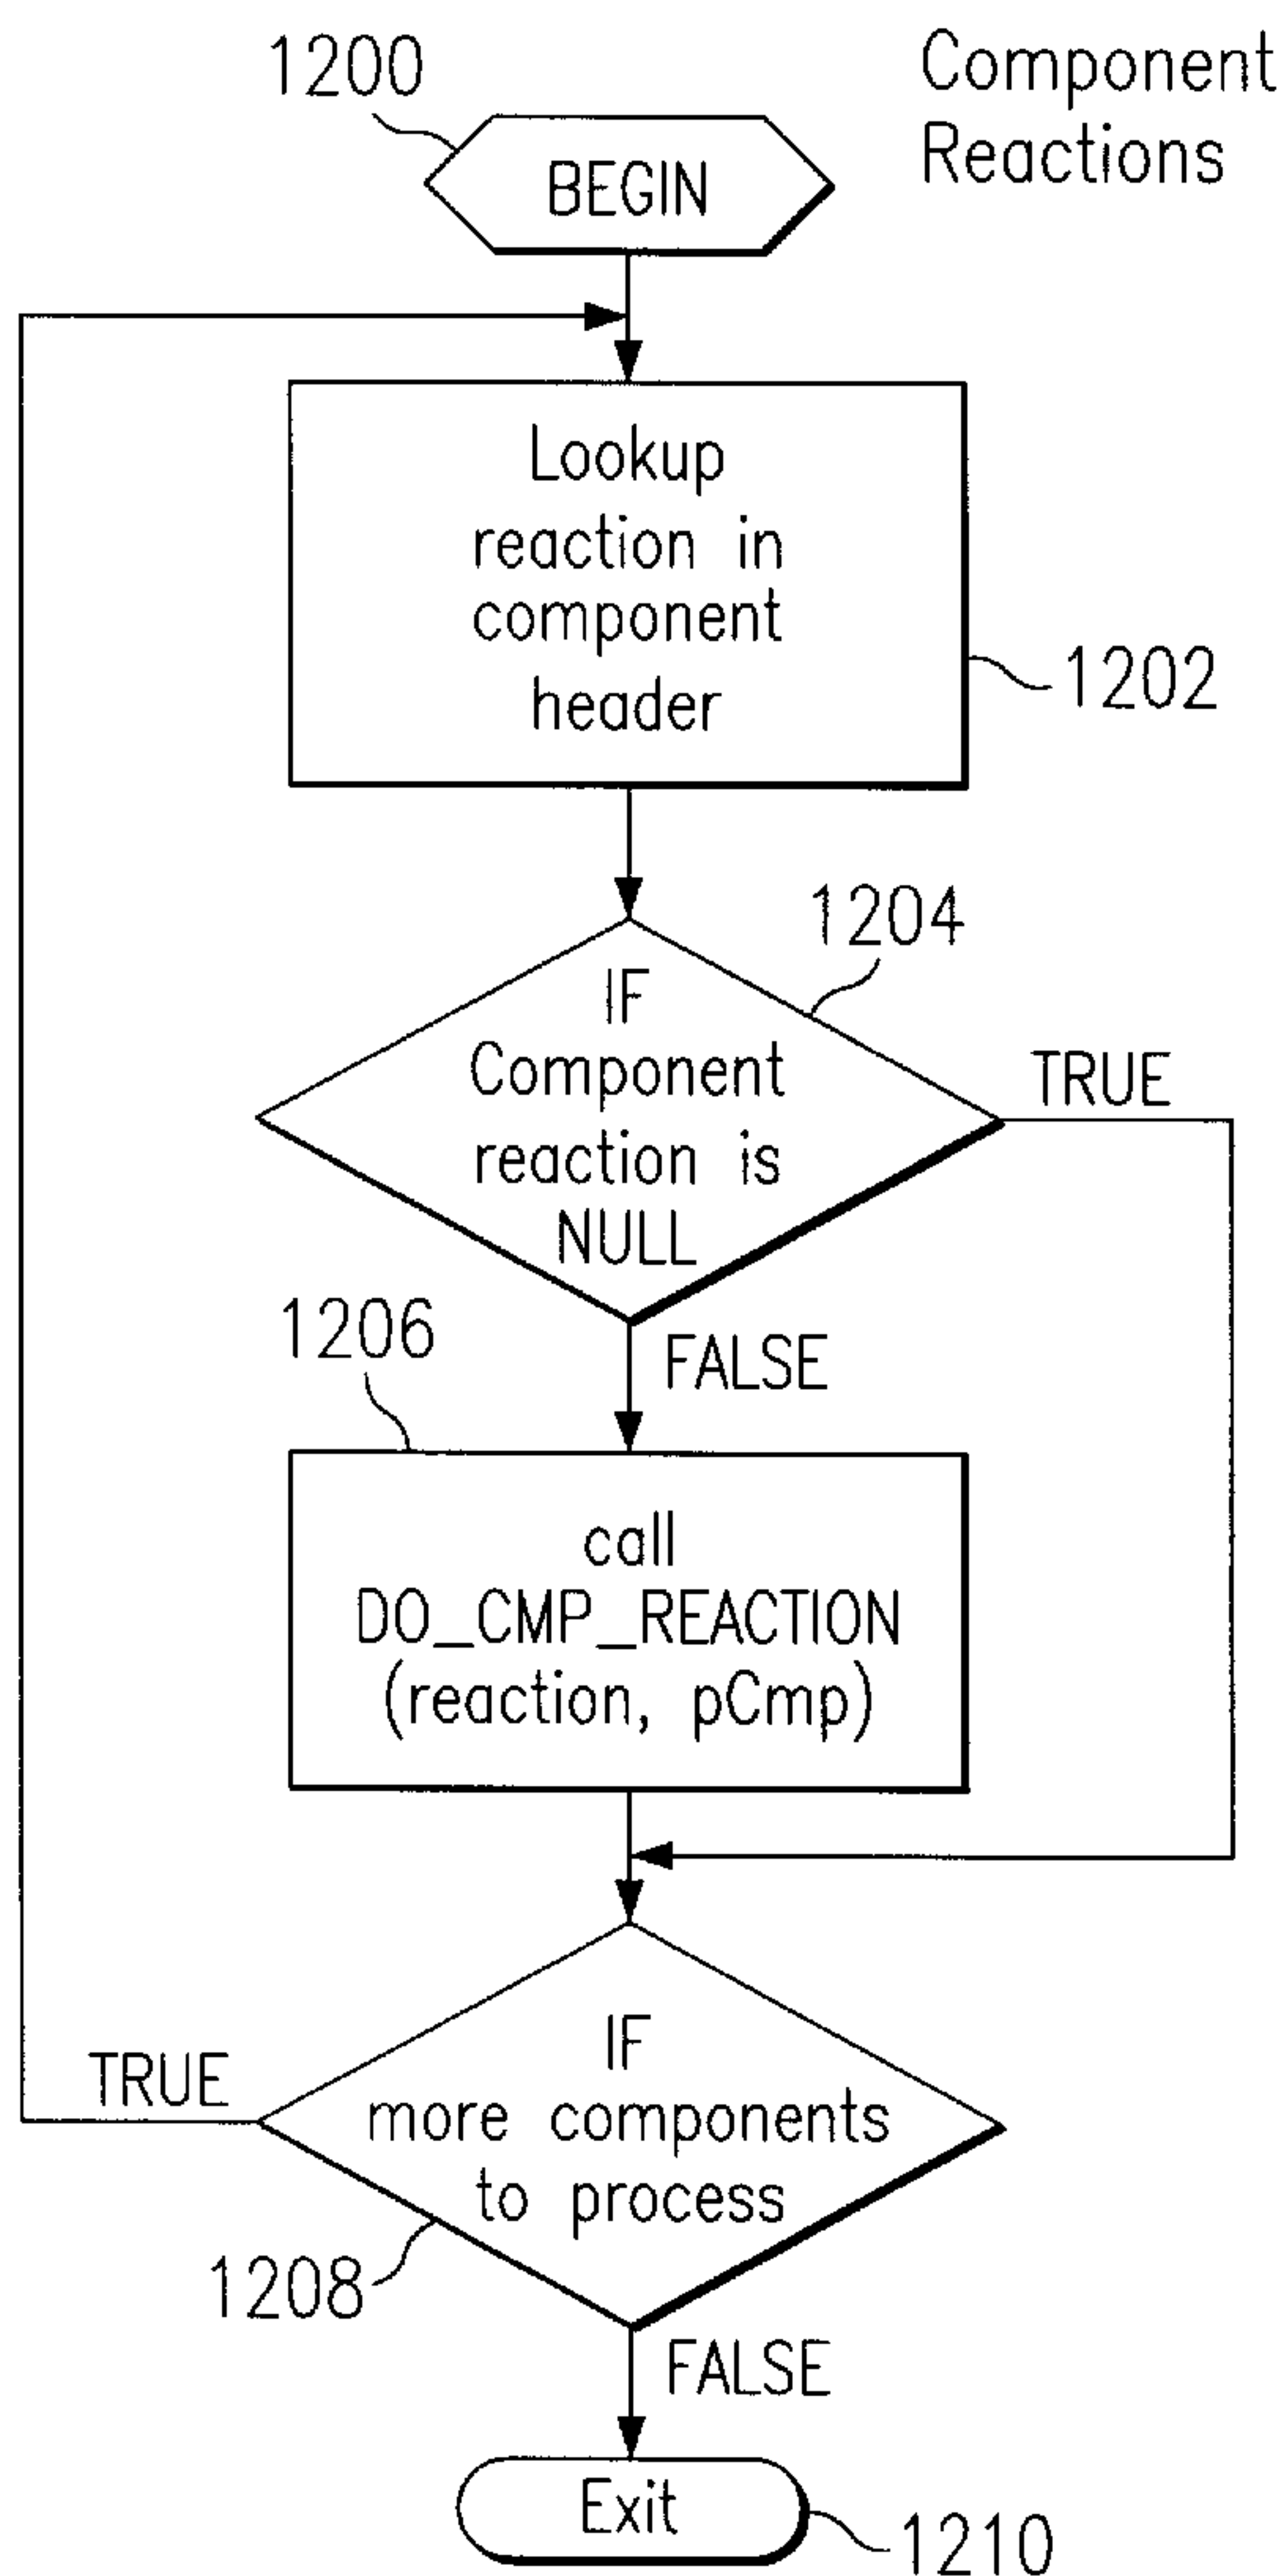 1200
Component
Reactions
BEGIN
Lookup
reaction in
component
header
1202
1204
IF
Component
reaction is
NULL
TRUE
1206
FALSE
call
DO_CMP_REACTION
(reaction, pCmp)
IF
more components
to process
TRUE
1208
FALSE
Exit
1210